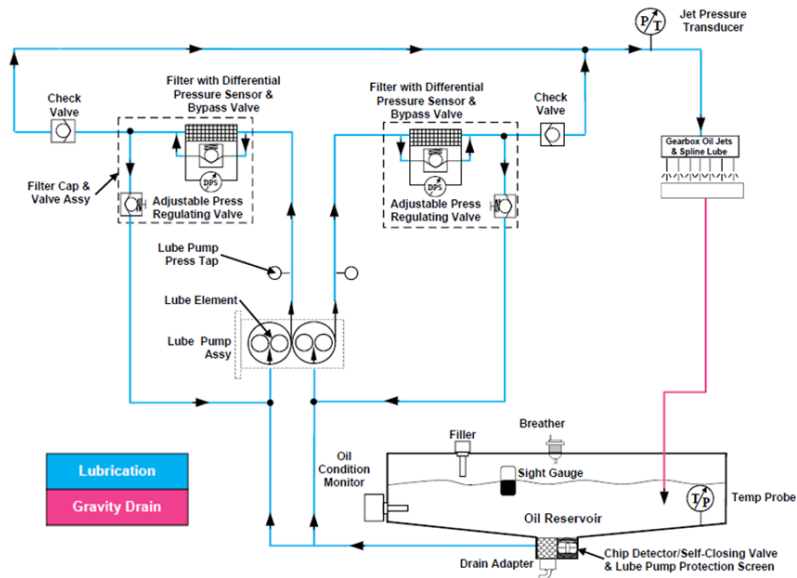 P/T
Jet Pressure
Transducer
Filter with Differential
Pressure Sensor &
Bypass Valve
Filter with Differential
Pressure Sensor &
Bypass Valve
Check
Valve
Check
Valve
Gearbox Oil Jets
& Spline Lube
DPS
DPS
Filter Cap &
Valve Assy
Adjustable Press
Regulating Valve
Adjustable Press
Regulating Valve
Lube Pump
Press Tap
Lube Element
Lube Pump
Assy
Breather
Filler
Oil
Condition
Monitor
Sight Gauge
Lubrication
Gravity Drain
T/P
Temp Probe
Oil Reservoir
Chip Detector/Self-Closing Valve
& Lube Pump Protection Screen
Drain Adapter